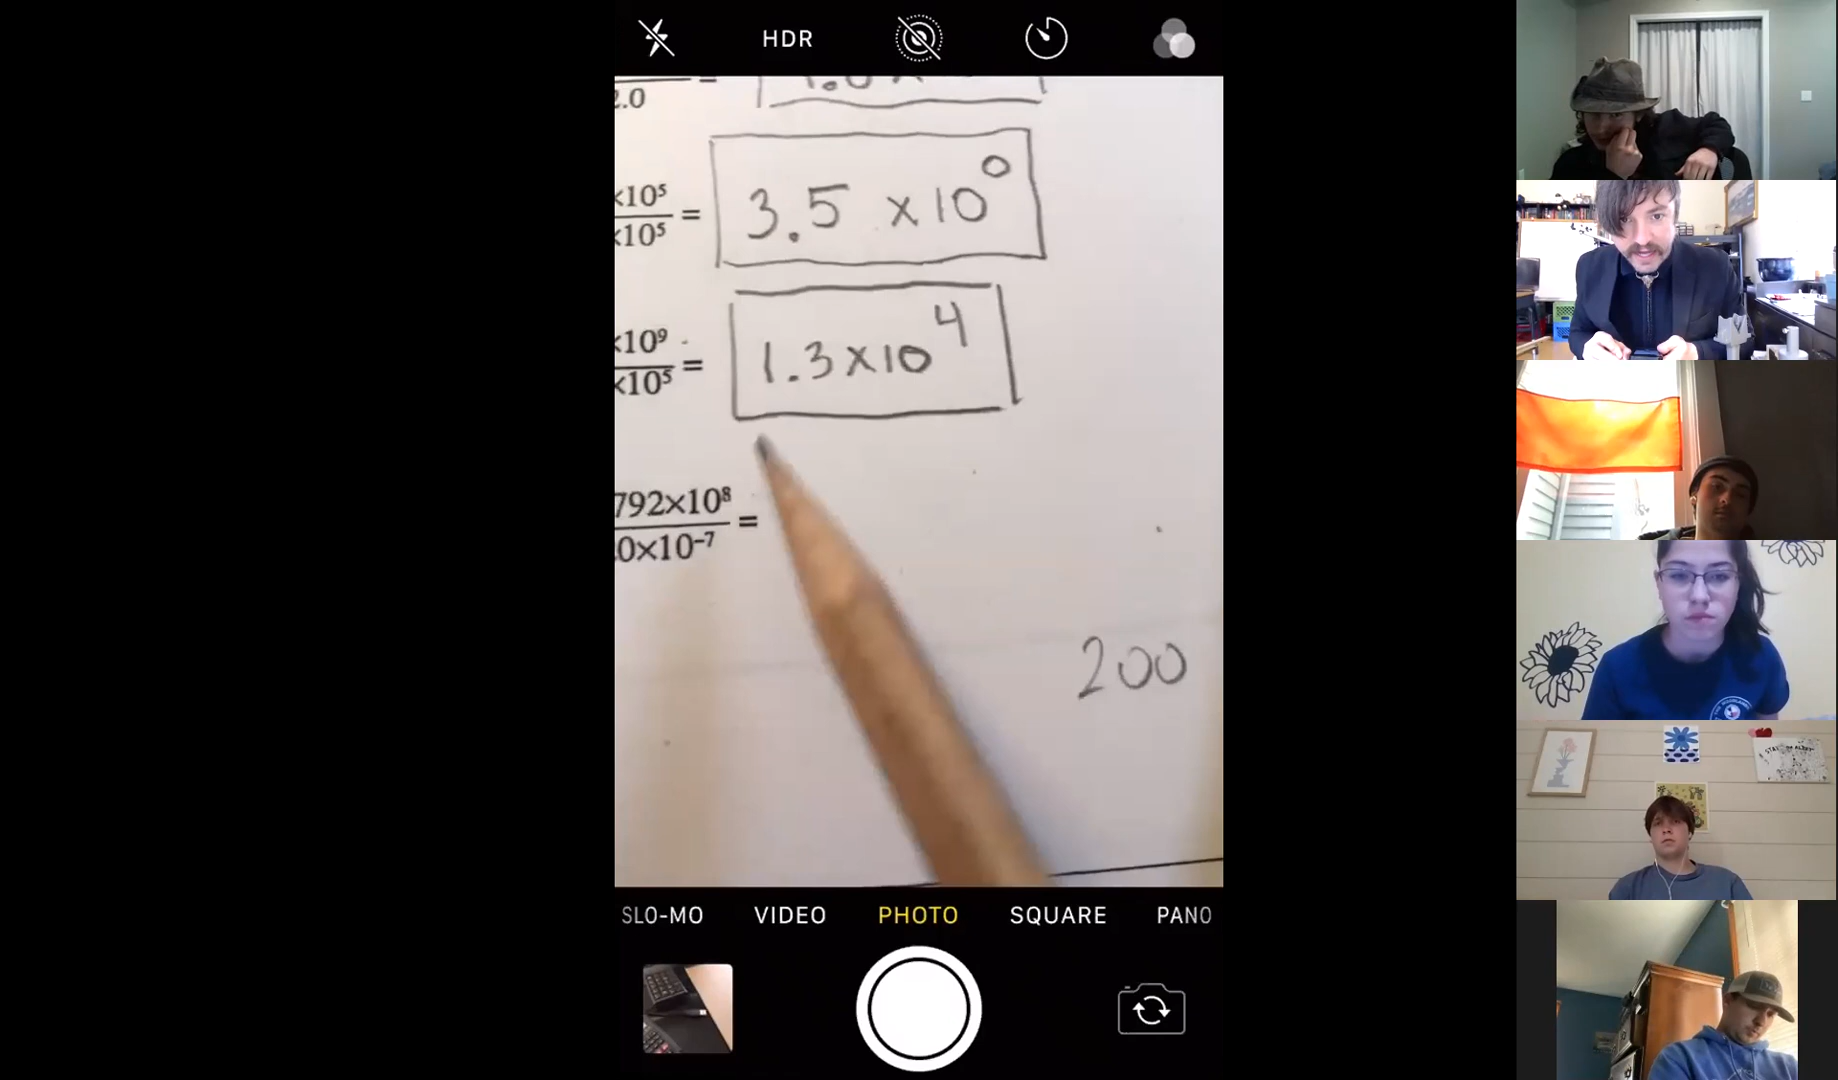 HDR
2.0 =
×10⁵
×10⁵ = 3.5 ×10⁰
×10⁹
×10⁵ = 1.3×10⁴
792×10⁸
0×10⁻⁷ =
200
SLO-MO VIDEO PHOTO SQUARE PANO